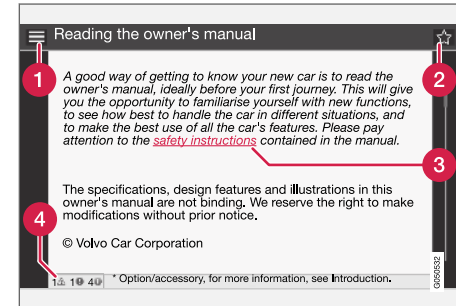 Reading the owner's manual
1
2
A good way of getting to know your new car is to read the
owner's manual, ideally before your first journey. This will give
you the opportunity to familiarise yourself with new functions,
to see how best to handle the car in different situations, and
to make the best use of all the car's features. Please pay
attention to the safety instructions contained in the manual.
3
The specifications, design features and illustrations in this
owner's manual are not binding. We reserve the right to make
modifications without prior notice.
4
© Volvo Car Corporation
1 1 4 * Option/accessory, for more information, see Introduction.
G050532